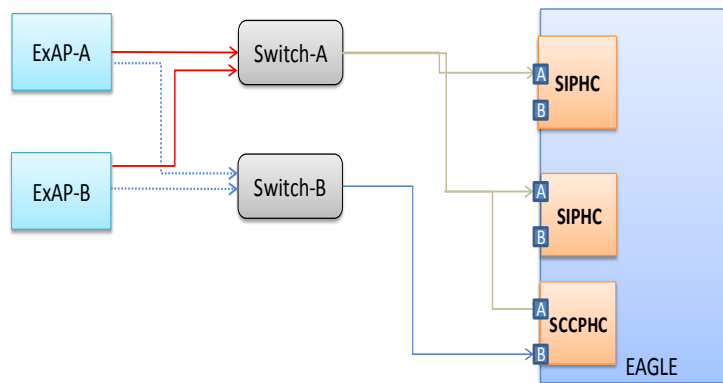 ExAP-A
Switch-A
A
SIPHC
B
ExAP-B
Switch-B
A
SIPHC
B
A
SCCPHC
B
EAGLE